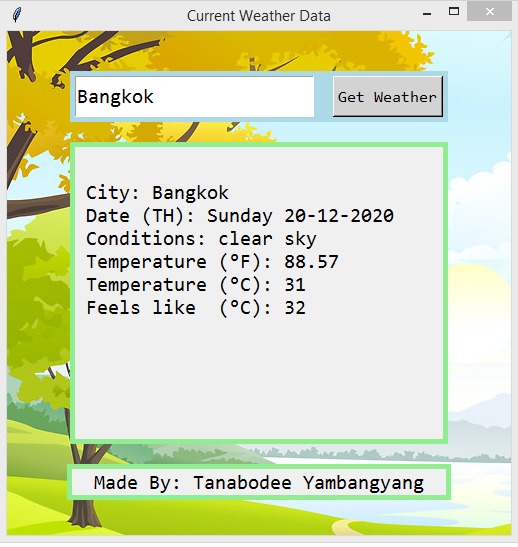 Current Weather Data
Bangkok
Get Weather
City: Bangkok
Date (TH): Sunday 20-12-2020
Conditions: clear sky
Temperature (°F): 88.57
Temperature (°C): 31
Feels like  (°C): 32
Made By: Tanabodee Yambangyang